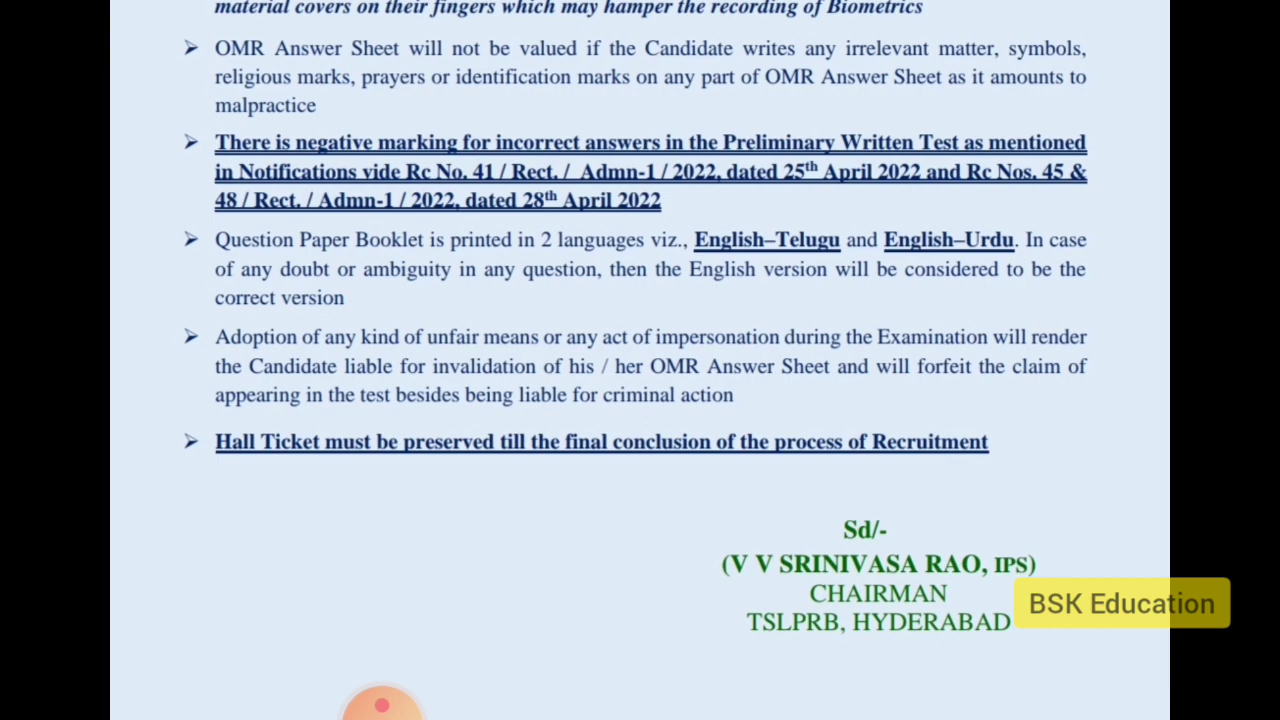 material covers on their fingers which may hamper the recording of Biometrics
➢ OMR Answer Sheet will not be valued if the Candidate writes any irrelevant matter, symbols,
religious marks, prayers or identification marks on any part of OMR Answer Sheet as it amounts to
malpractice
➢ There is negative marking for incorrect answers in the Preliminary Written Test as mentioned
in Notifications vide Rc No. 41 / Rect. / Admn-1 / 2022, dated 25th April 2022 and Rc Nos. 45 &
48 / Rect. / Admn-1 / 2022, dated 28th April 2022
➢ Question Paper Booklet is printed in 2 languages viz., English–Telugu and English–Urdu. In case
of any doubt or ambiguity in any question, then the English version will be considered to be the
correct version
➢ Adoption of any kind of unfair means or any act of impersonation during the Examination will render
the Candidate liable for invalidation of his / her OMR Answer Sheet and will forfeit the claim of
appearing in the test besides being liable for criminal action
➢ Hall Ticket must be preserved till the final conclusion of the process of Recruitment
Sd/-
(V V SRINIVASA RAO, IPS)
CHAIRMAN
TSLPRB, HYDERABAD
BSK Education